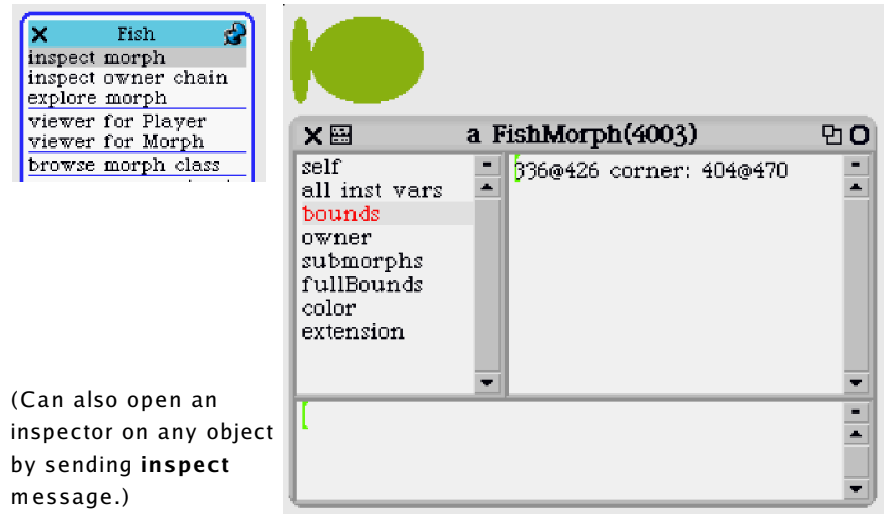 Fish
inspect morph
inspect owner chain
explore morph
viewer for Player
viewer for Morph
browse morph class
(Can also open an
inspector on any object
by sending inspect
message.)
a FishMorph(4003)
self
all inst vars
bounds
owner
submorphs
fullBounds
color
extension
336@426 corner: 404@470